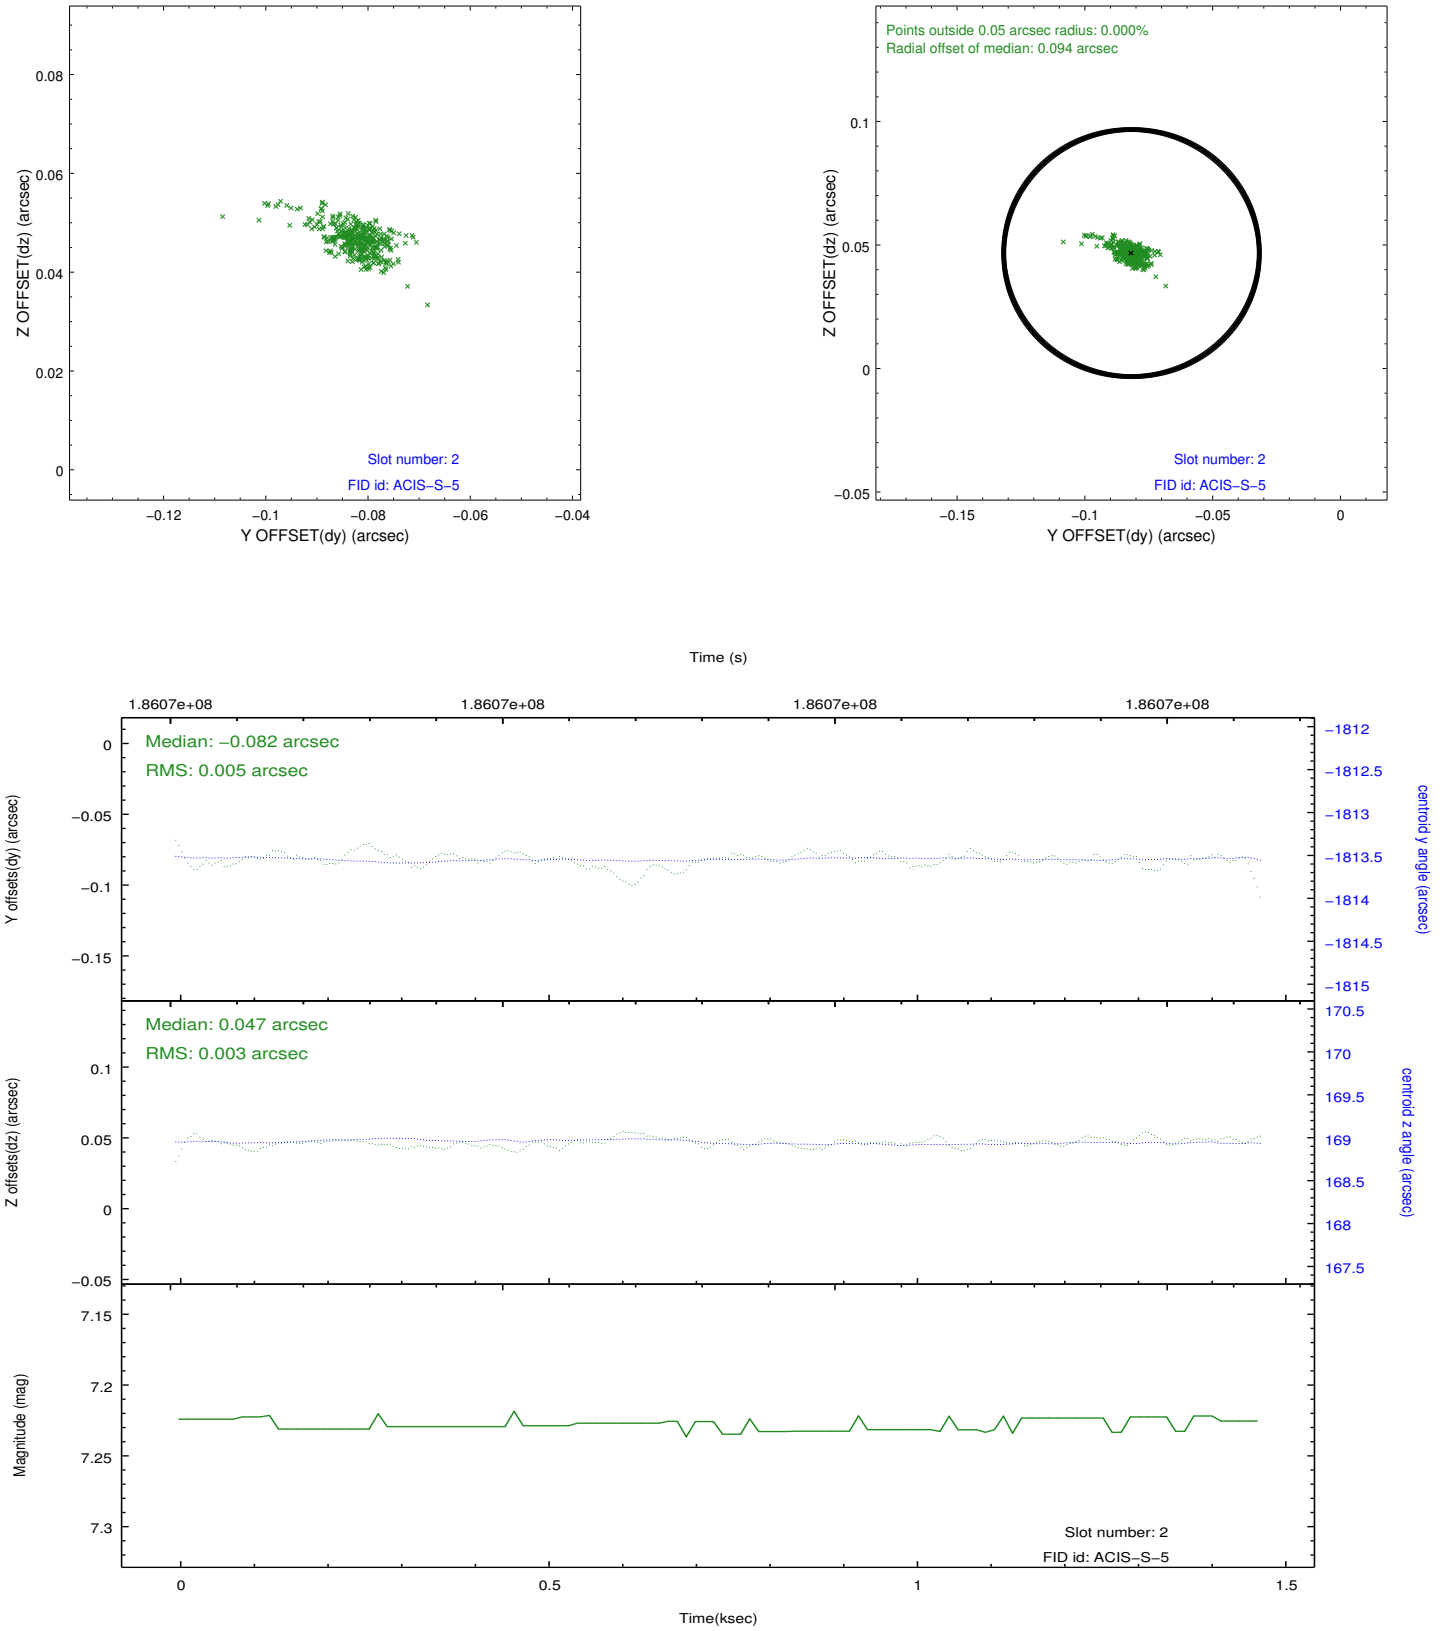 0.08
0.06
0.04
0.02
0
−0.12
−0.1
−0.08
−0.06
−0.04
Z OFFSET(dz) (arcsec)
Y OFFSET(dy) (arcsec)
Slot number: 2
FID id: ACIS−S−5
Points outside 0.05 arcsec radius: 0.000%
Radial offset of median: 0.094 arcsec
0.1
0.05
0
−0.05
−0.15
−0.1
−0.05
0
Z OFFSET(dz) (arcsec)
Y OFFSET(dy) (arcsec)
Slot number: 2
FID id: ACIS−S−5
Time (s)
1.8607e+08
1.8607e+08
1.8607e+08
1.8607e+08
Median: −0.082 arcsec
RMS: 0.005 arcsec
0
−0.05
−0.1
−0.15
Y offsets(dy) (arcsec)
−1812
−1812.5
−1813
−1813.5
−1814
−1814.5
−1815
centroid y angle (arcsec)
Median: 0.047 arcsec
RMS: 0.003 arcsec
0.1
0.05
0
−0.05
Z offsets(dz) (arcsec)
170.5
170
169.5
169
168.5
168
167.5
centroid z angle (arcsec)
7.15
7.2
7.25
7.3
Magnitude (mag)
Slot number: 2
FID id: ACIS−S−5
0
0.5
1
1.5
Time(ksec)